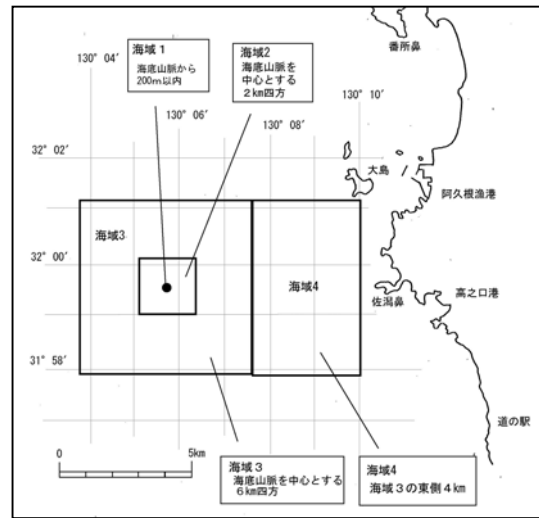 番所鼻
130° 04′
海域１
海底山脈から
200m以内
海域2
海底山脈を
中心とする
２km四方
130° 06′
130° 08′
130° 10′
32° 02′
大島
阿久根漁港
海域3
32° 00′
海域4
佐潟鼻
高之口港
31° 58′
道の駅
0
5km
海域３
海底山脈を中心とする
６km四方
海域4
海域３の東側４km